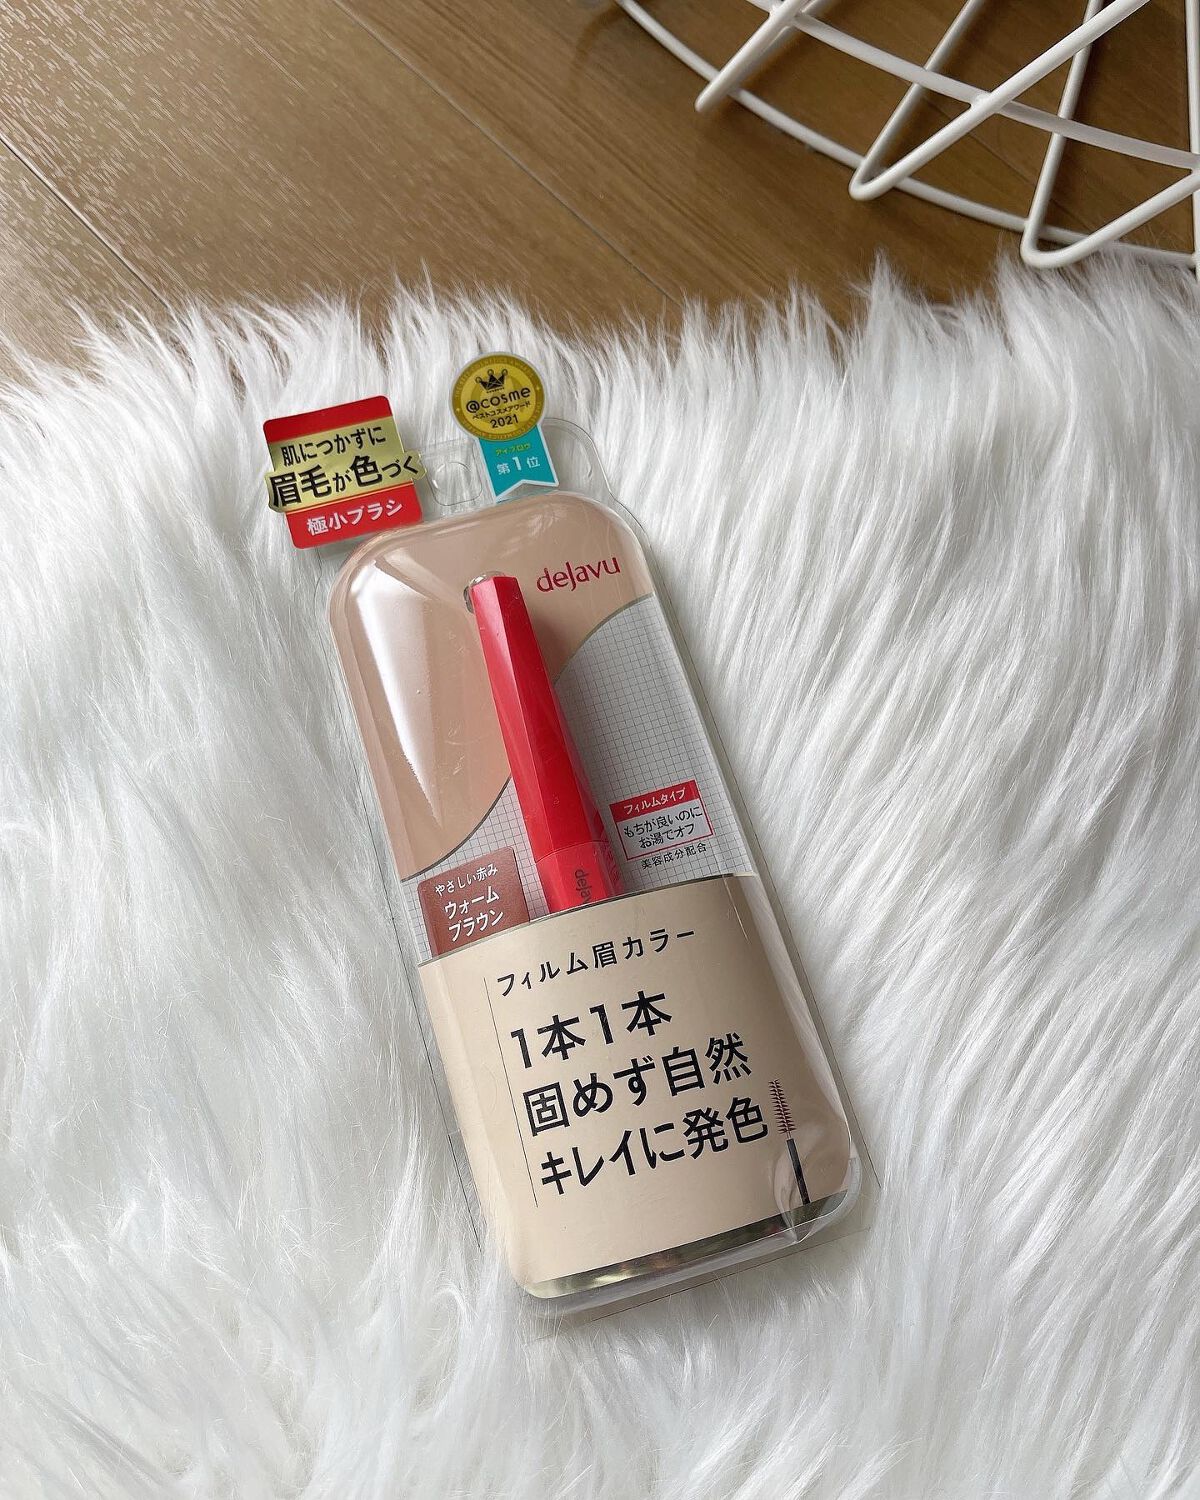 肌につかずに
眉毛が色づく
極小ブラシ
@cosme
ベストコスメアワード
2021
アイブロウ
第1位
dejavu
フィルムタイプ
もちが良いのに
お湯でオフ
美容成分配合
やさしい赤み
ウォーム
ブラウン
deja
フィルム眉カラー
1本1本
固めず自然
キレイに発色